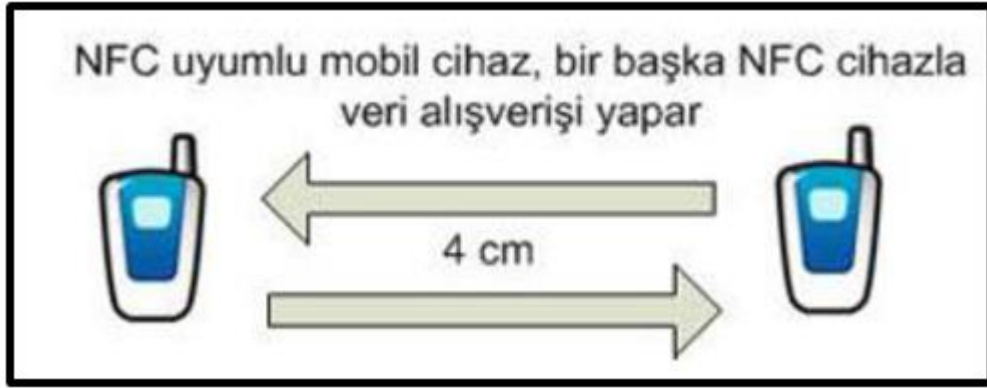 NFC uyumlu mobil cihaz, bir başka NFC cihazla
veri alışverişi yapar
4 cm